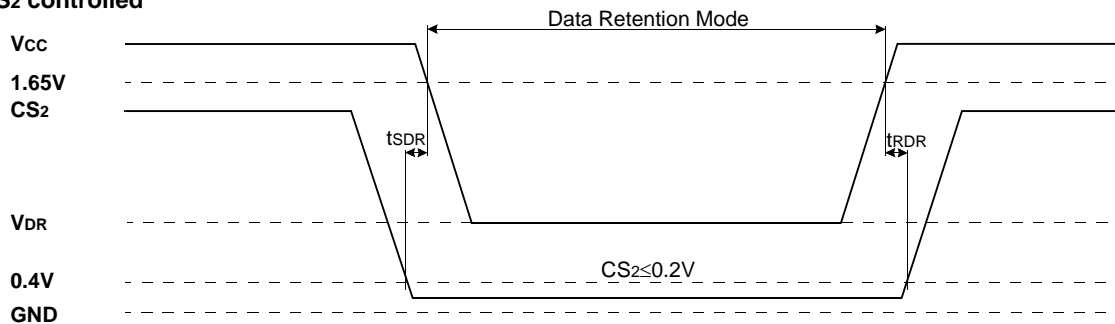 S2 controlled
Data Retention Mode
VCC
1.65V
CS2
tSDR
tRDR
VDR
0.4V
CS2≤0.2V
GND